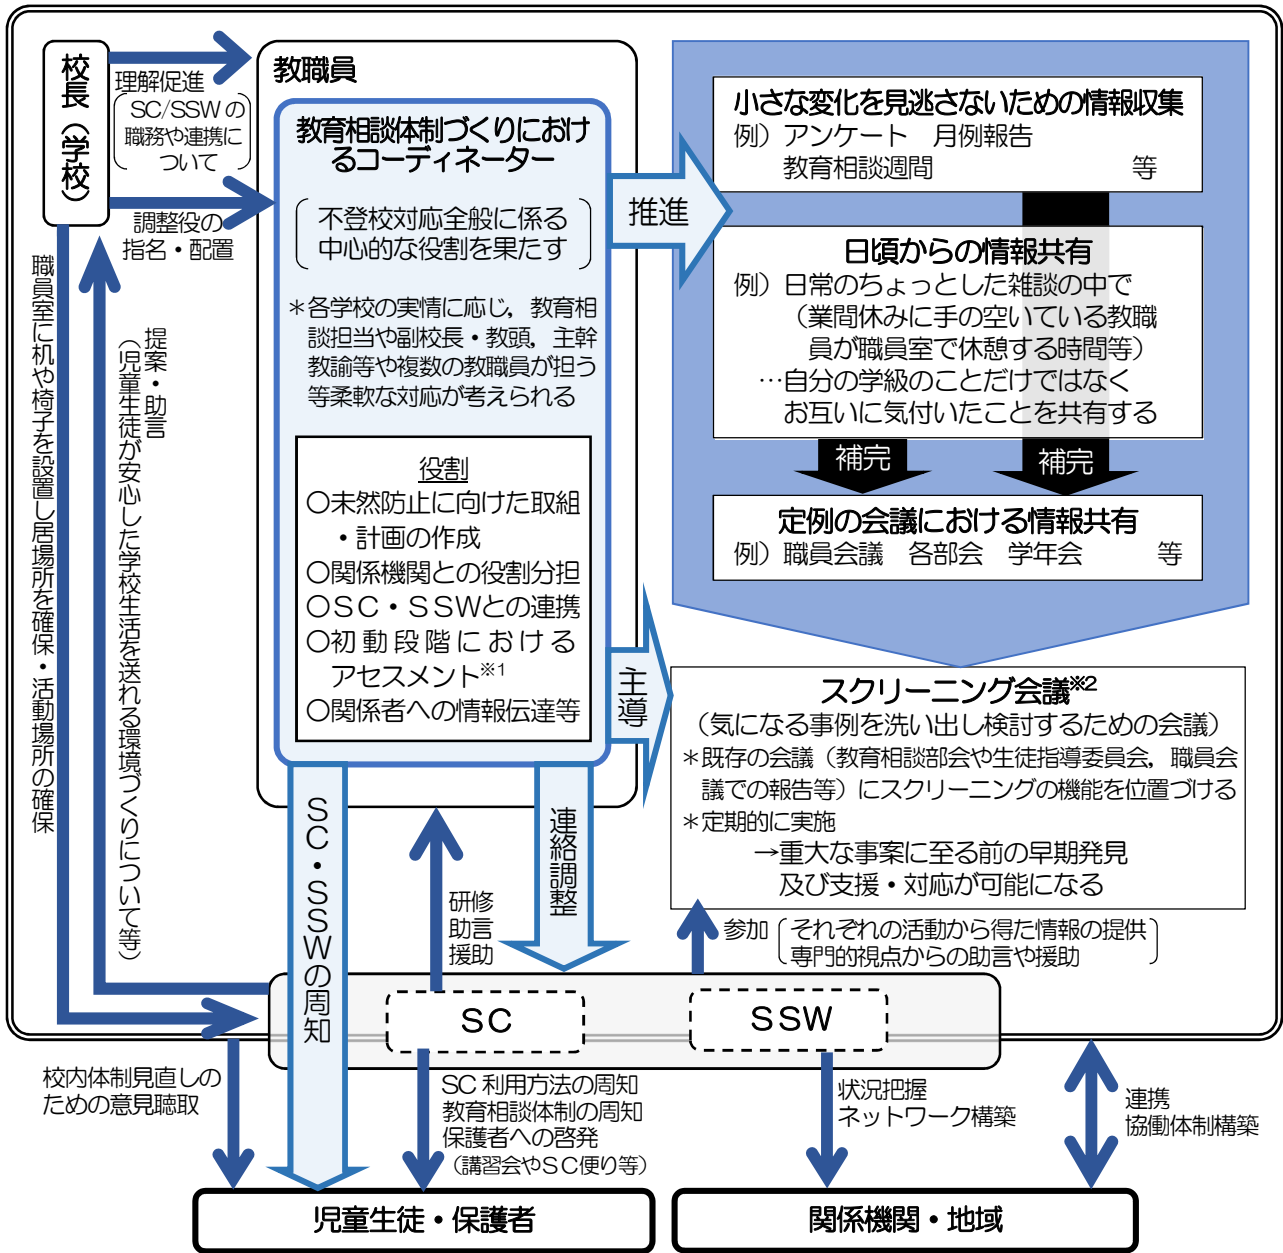 校長（学校）
理解促進
SC/SSWの
職務や連携に
ついて
調整役の
指名・配置
職員室に机や椅子を設置し居場所を確保・活動場所の確保
提案・助言
（児童生徒が安心した学校生活を送れる環境づくりについて等）
教職員
教育相談体制づくりにおけ
るコーディネーター
不登校対応全般に係る
中心的な役割を果たす
＊各学校の実情に応じ，教育相
談担当や副校長・教頭，主幹
教諭等や複数の教職員が担う
等柔軟な対応が考えられる
役割
○未然防止に向けた取組
・計画の作成
○関係機関との役割分担
○ＳＣ・ＳＳＷとの連携
○初動段階における
アセスメント※1
○関係者への情報伝達等
推進
主導
小さな変化を見逃さないための情報収集
例）アンケート　月例報告
教育相談週間　等
日頃からの情報共有
例）日常のちょっとした雑談の中で
（業間休みに手の空いている教職
員が職員室で休憩する時間等）
…自分の学級のことだけではなく
お互いに気付いたことを共有する
補完
補完
定例の会議における情報共有
例）職員会議　各部会　学年会　等
スクリーニング会議※2
（気になる事例を洗い出し検討するための会議）
＊既存の会議（教育相談部会や生徒指導委員会，職員会
議での報告等）にスクリーニングの機能を位置づける
＊定期的に実施
→重大な事案に至る前の早期発見
及び支援・対応が可能になる
ＳＣ・ＳＳＷの周知
研修
助言
援助
連絡調整
参加
それぞれの活動から得た情報の提供
専門的視点からの助言や援助
SC
SSW
校内体制見直しの
ための意見聴取
SC 利用方法の周知
教育相談体制の周知
保護者への啓発
（講習会やＳＣ便り等）
状況把握
ネットワーク構築
連携
協働体制構築
児童生徒・保護者
関係機関・地域